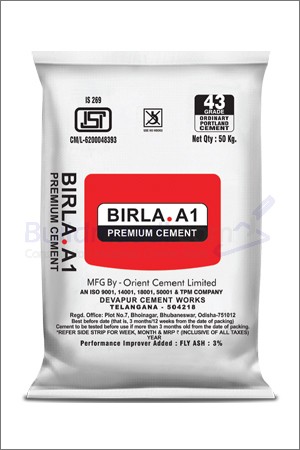 IS 269
ISI
CM/L-6200048393
USE NO HOOKS
43
GRADE
ORDINARY
PORTLAND
CEMENT
Net Qty : 50 Kg.
BIRLA.A1
PREMIUM CEMENT
BIRLA.A1
PREMIUM CEMENT
MFG By - Orient Cement Limited
AN ISO 9001, 14001, 18001, 50001 & TPM COMPANY
DEVAPUR CEMENT WORKS
TELANGANA - 504218
Regd. Office: Plot No.7, Bhoinagar, Bhubaneswar, Odisha-751012
Best before date (that is, 3 months/12 weeks from the date of packing)
Cement to be tested before use if more than 3 months old from the date of packing.
*REFER SIDE STRIP FOR WEEK, MONTH & MRP ₹ (INCLUSIVE OF ALL TAXES)
YEAR
Performance Improver Added : FLY ASH : 3%